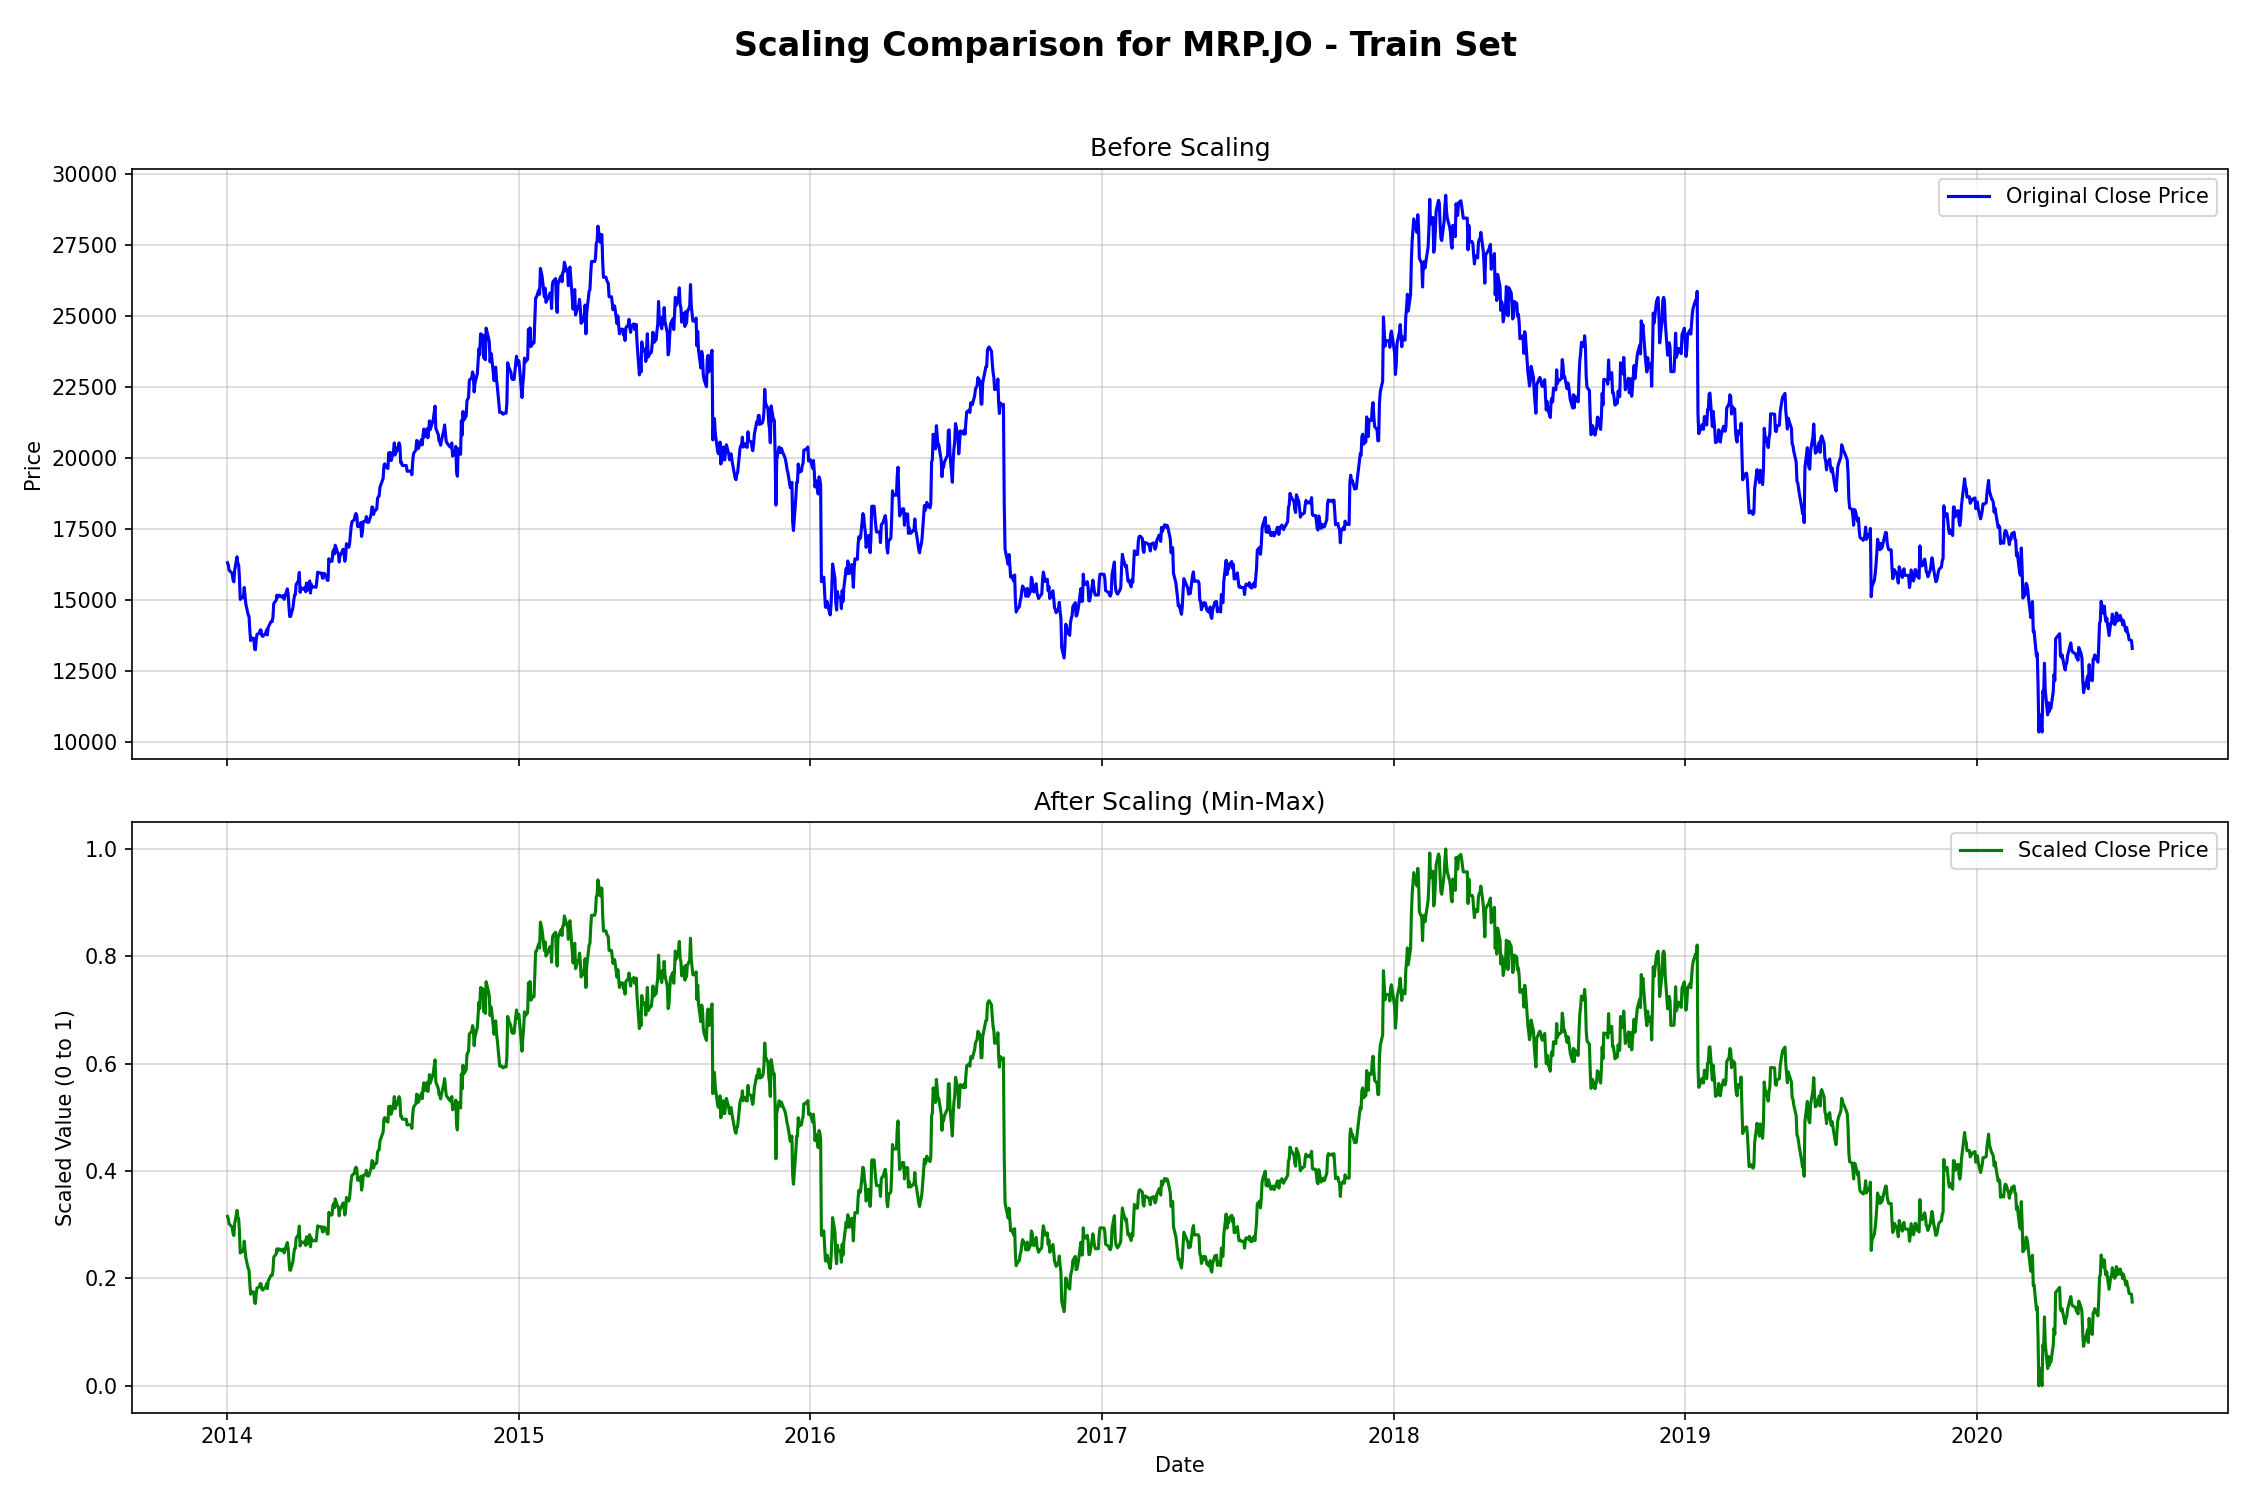 Scaling Comparison for MRP.JO - Train Set
Before Scaling
30000
27500
25000
22500
20000
17500
15000
12500
10000
Price
Original Close Price
After Scaling (Min-Max)
1.0
0.8
0.6
0.4
0.2
0.0
Scaled Value (0 to 1)
Scaled Close Price
2014 2015 2016 2017 2018 2019 2020
Date